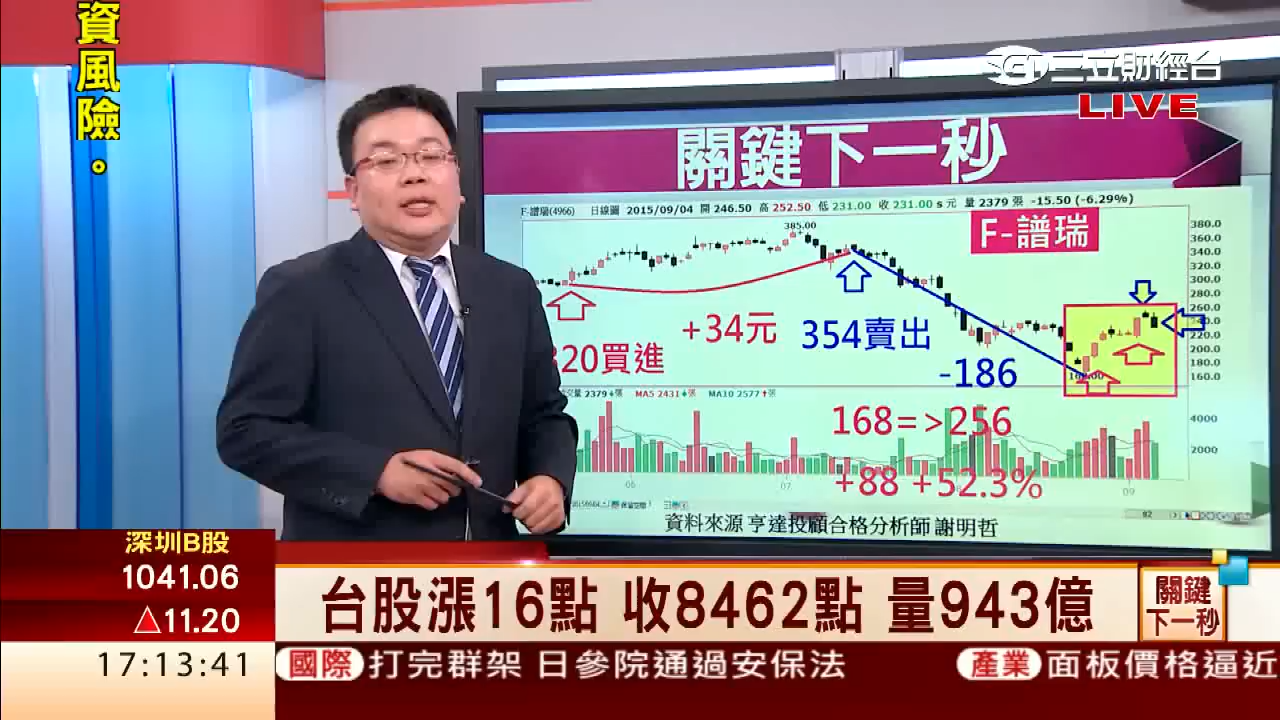 資風險。
三立財經台
LIVE
關鍵下一秒
F-譜瑞(4966) 日線圖 2015/09/04 開 246.50 高 252.50 低 231.00 收 231.00 s 元 量 2379 張 -15.50 (-6.29%)
F-譜瑞
385.00
380.0
360.0
340.0
320.0
300.0
280.0
260.0
220.0
200.0
180.0
160.0
+34元
354賣出
20買進
-186
2379 張 MA5 2431 張 MA10 2577 張
168=>256
+88 +52.3%
4000
2000
06
07
09
資料來源 亨達投顧合格分析師 謝明哲
深圳B股
1041.06
△11.20
台股漲16點 收8462點 量943億
關鍵
下一秒
17:13:41
國際 打完群架 日參院通過安保法 產業 面板價格逼近